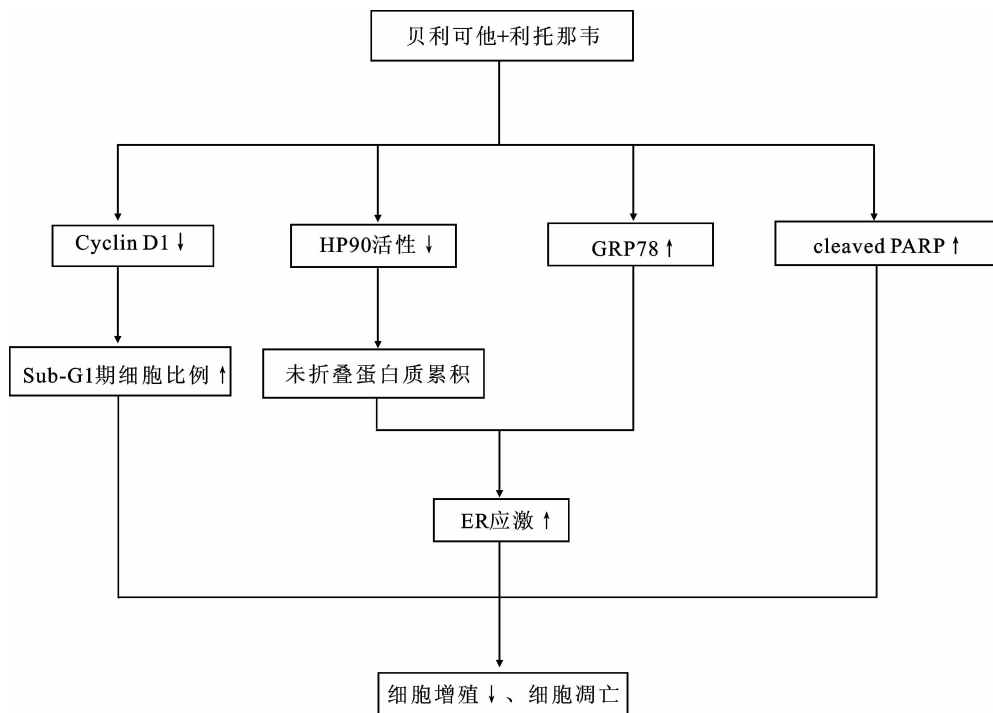 贝利可他+利托那韦
Cyclin D1↓
HP90活性↓
GRP78↑
cleaved PARP↑
Sub-G1期细胞比例↑
未折叠蛋白质累积
ER应激↑
细胞增殖↓、细胞凋亡